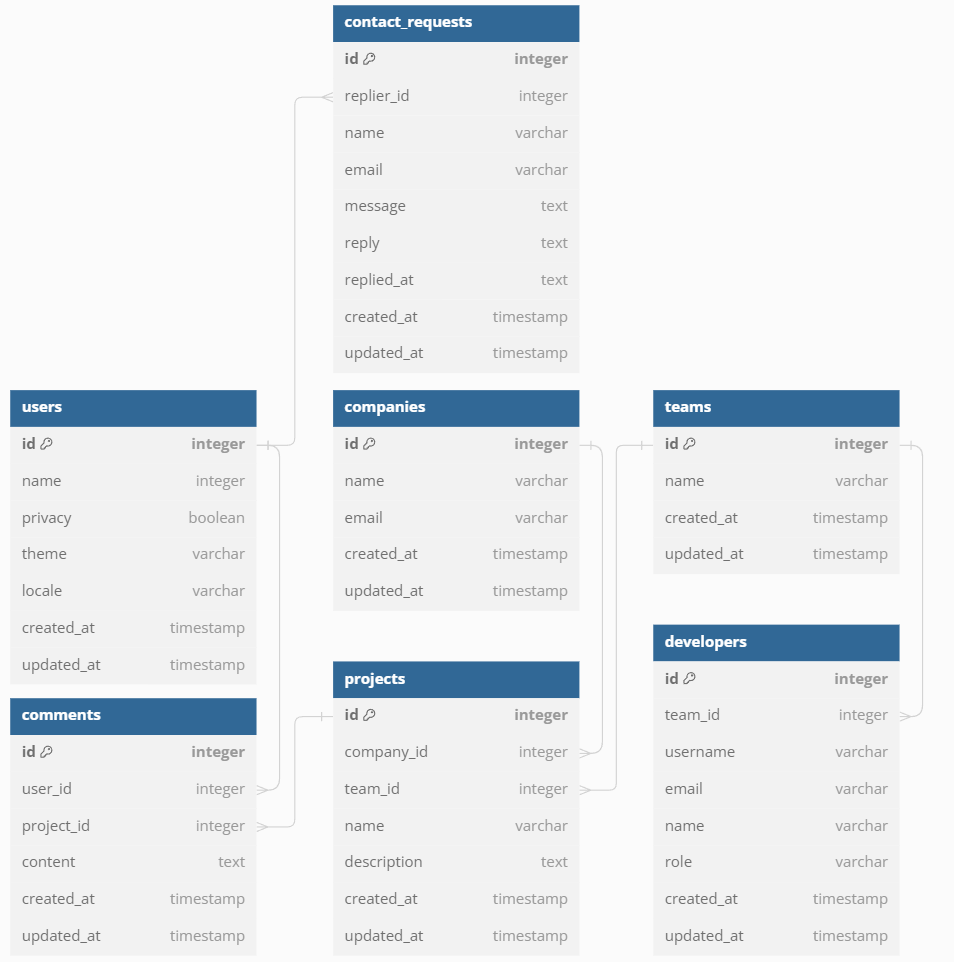 contact_requests
id integer
replier_id integer
name varchar
email varchar
message text
reply text
replied_at text
created_at timestamp
updated_at timestamp
users
id integer
name integer
privacy boolean
theme varchar
locale varchar
created_at timestamp
updated_at timestamp
companies
id integer
name varchar
email varchar
created_at timestamp
updated_at timestamp
teams
id integer
name varchar
created_at timestamp
updated_at timestamp
comments
id integer
user_id integer
project_id integer
content text
created_at timestamp
updated_at timestamp
projects
id integer
company_id integer
team_id integer
name varchar
description text
created_at timestamp
updated_at timestamp
developers
id integer
team_id integer
username varchar
email varchar
name varchar
role varchar
created_at timestamp
updated_at timestamp